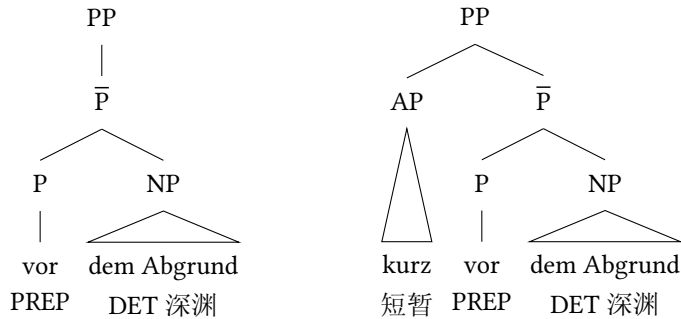 PP PP
P̅ AP P̅
P NP P NP
vor dem Abgrund kurz vor dem Abgrund
PREP DET 深渊 短暂 PREP DET 深渊